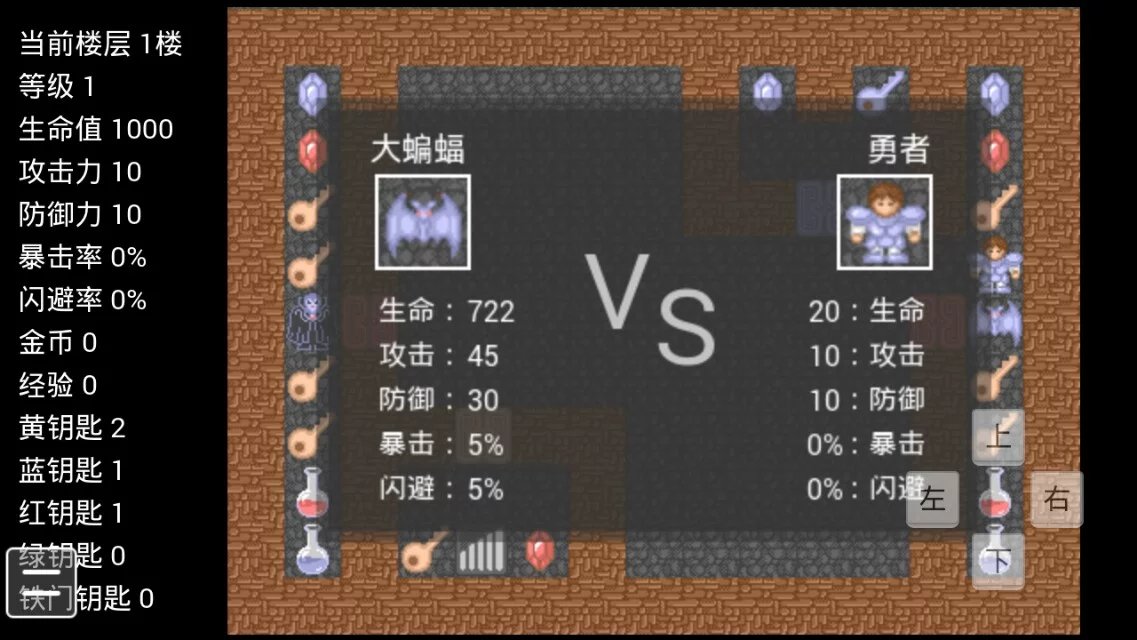 当前楼层 1楼
等级 1
生命值 1000
攻击力 10
防御力 10
暴击率 0%
闪避率 0%
金币 0
经验 0
黄钥匙 2
蓝钥匙 1
红钥匙 1
绿钥匙 0
铁门钥匙 0
大蝙蝠
生命：722
攻击：45
防御：30
暴击：5%
闪避：5%
VS
勇者
20：生命
10：攻击
10：防御
0%：暴击
0%：闪避
上
左
右
下